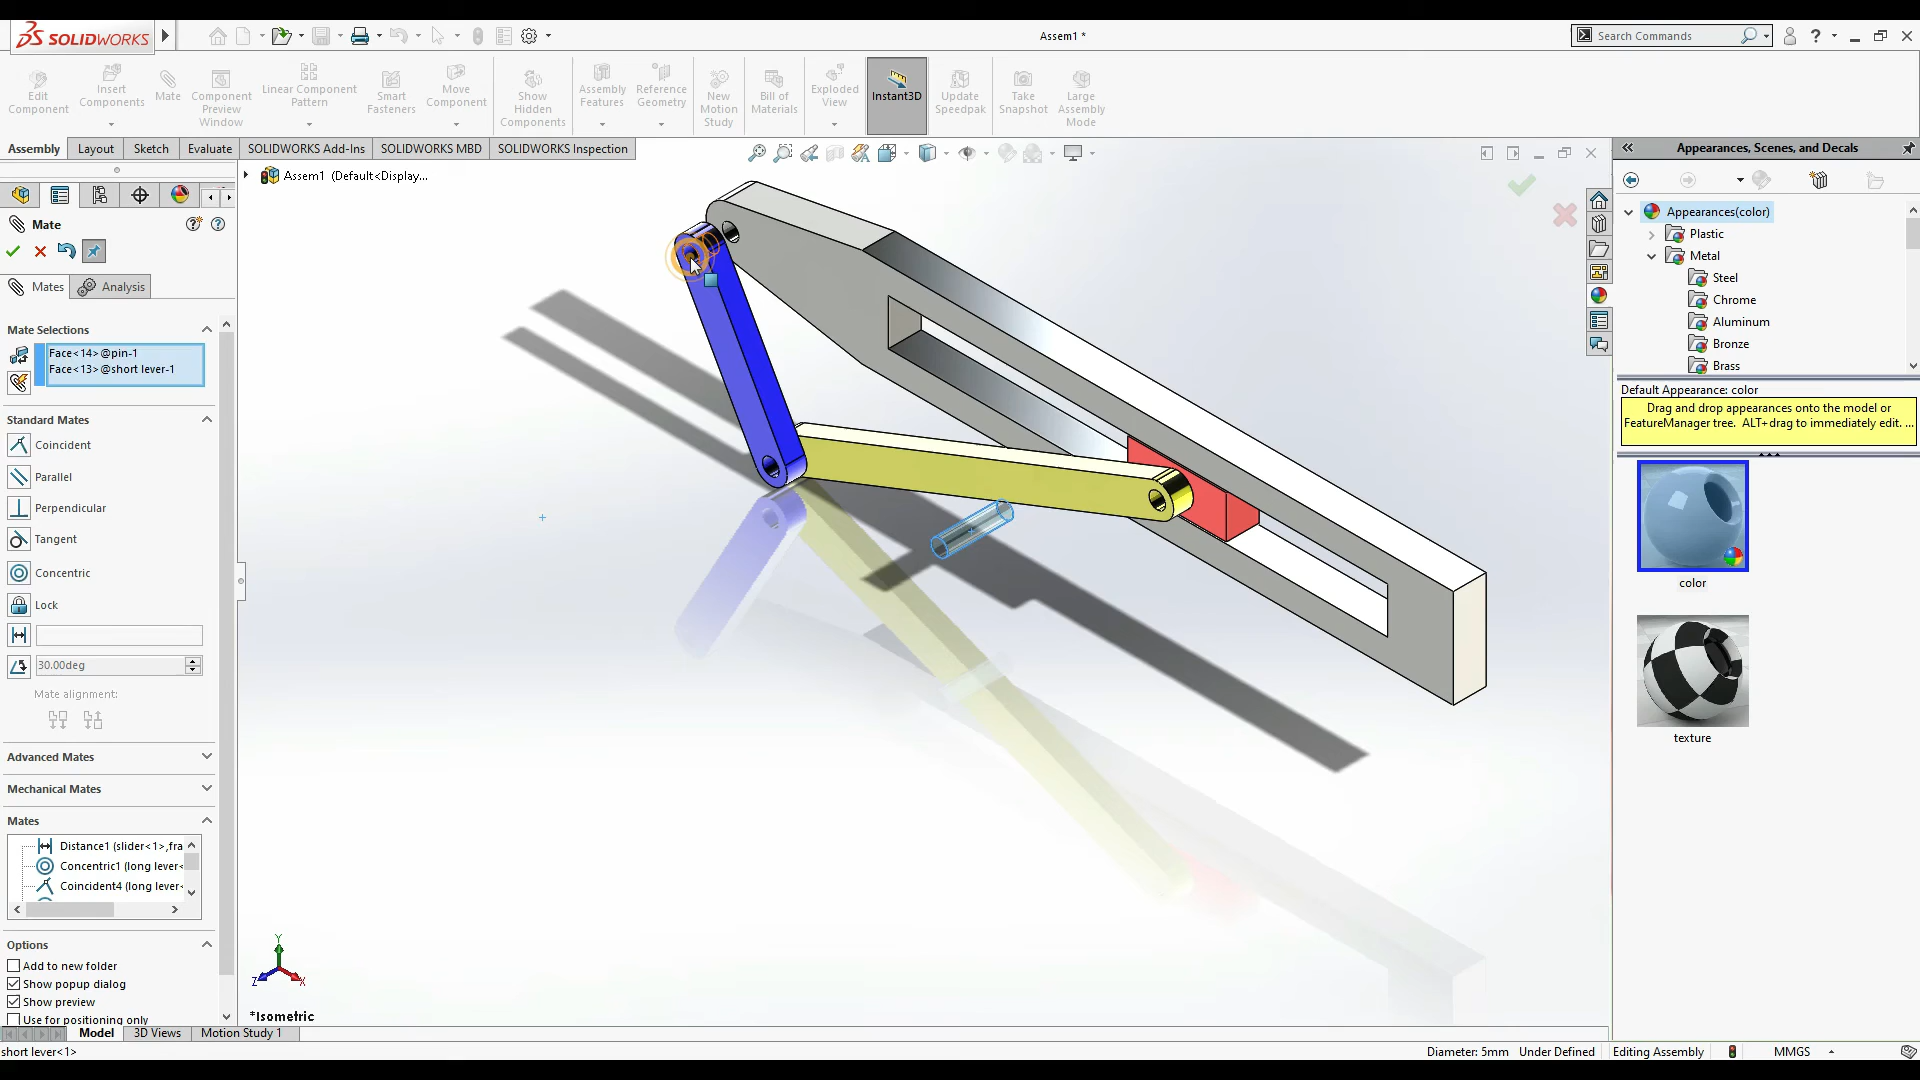 SOLIDWORKS
Assem1 *
Search Commands
?
Edit
Component
Insert
Components
Mate
Component
Preview
Window
Linear Component
Pattern
Smart
Fasteners
Move
Component
Show
Hidden
Components
Assembly
Features
Reference
Geometry
New
Motion
Study
Bill of
Materials
Exploded
View
Instant3D
Update
Speedpak
Take
Snapshot
Large
Assembly
Mode
Assembly
Layout
Sketch
Evaluate
SOLIDWORKS Add-Ins
SOLIDWORKS MBD
SOLIDWORKS Inspection
Assem1 (Default<Display...
Mate
Mates
Analysis
Mate Selections
Face<14>@pin-1
Face<13>@short lever-1
Standard Mates
Coincident
Parallel
Perpendicular
Tangent
Concentric
Lock
30.00deg
Mate alignment:
Advanced Mates
Mechanical Mates
Mates
Distance1 (slider<1>,fra
Concentric1 (long lever<
Coincident4 (long lever<
Options
Add to new folder
Show popup dialog
Show preview
Use for positioning only
Y
Z
X
*Isometric
Model
3D Views
Motion Study 1
short lever<1>
Diameter: 5mm
Under Defined
Editing Assembly
MMGS
Appearances, Scenes, and Decals
Appearances(color)
Plastic
Metal
Steel
Chrome
Aluminum
Bronze
Brass
Default Appearance: color
Drag and drop appearances onto the model or
FeatureManager tree. ALT+drag to immediately edit. ...
color
texture